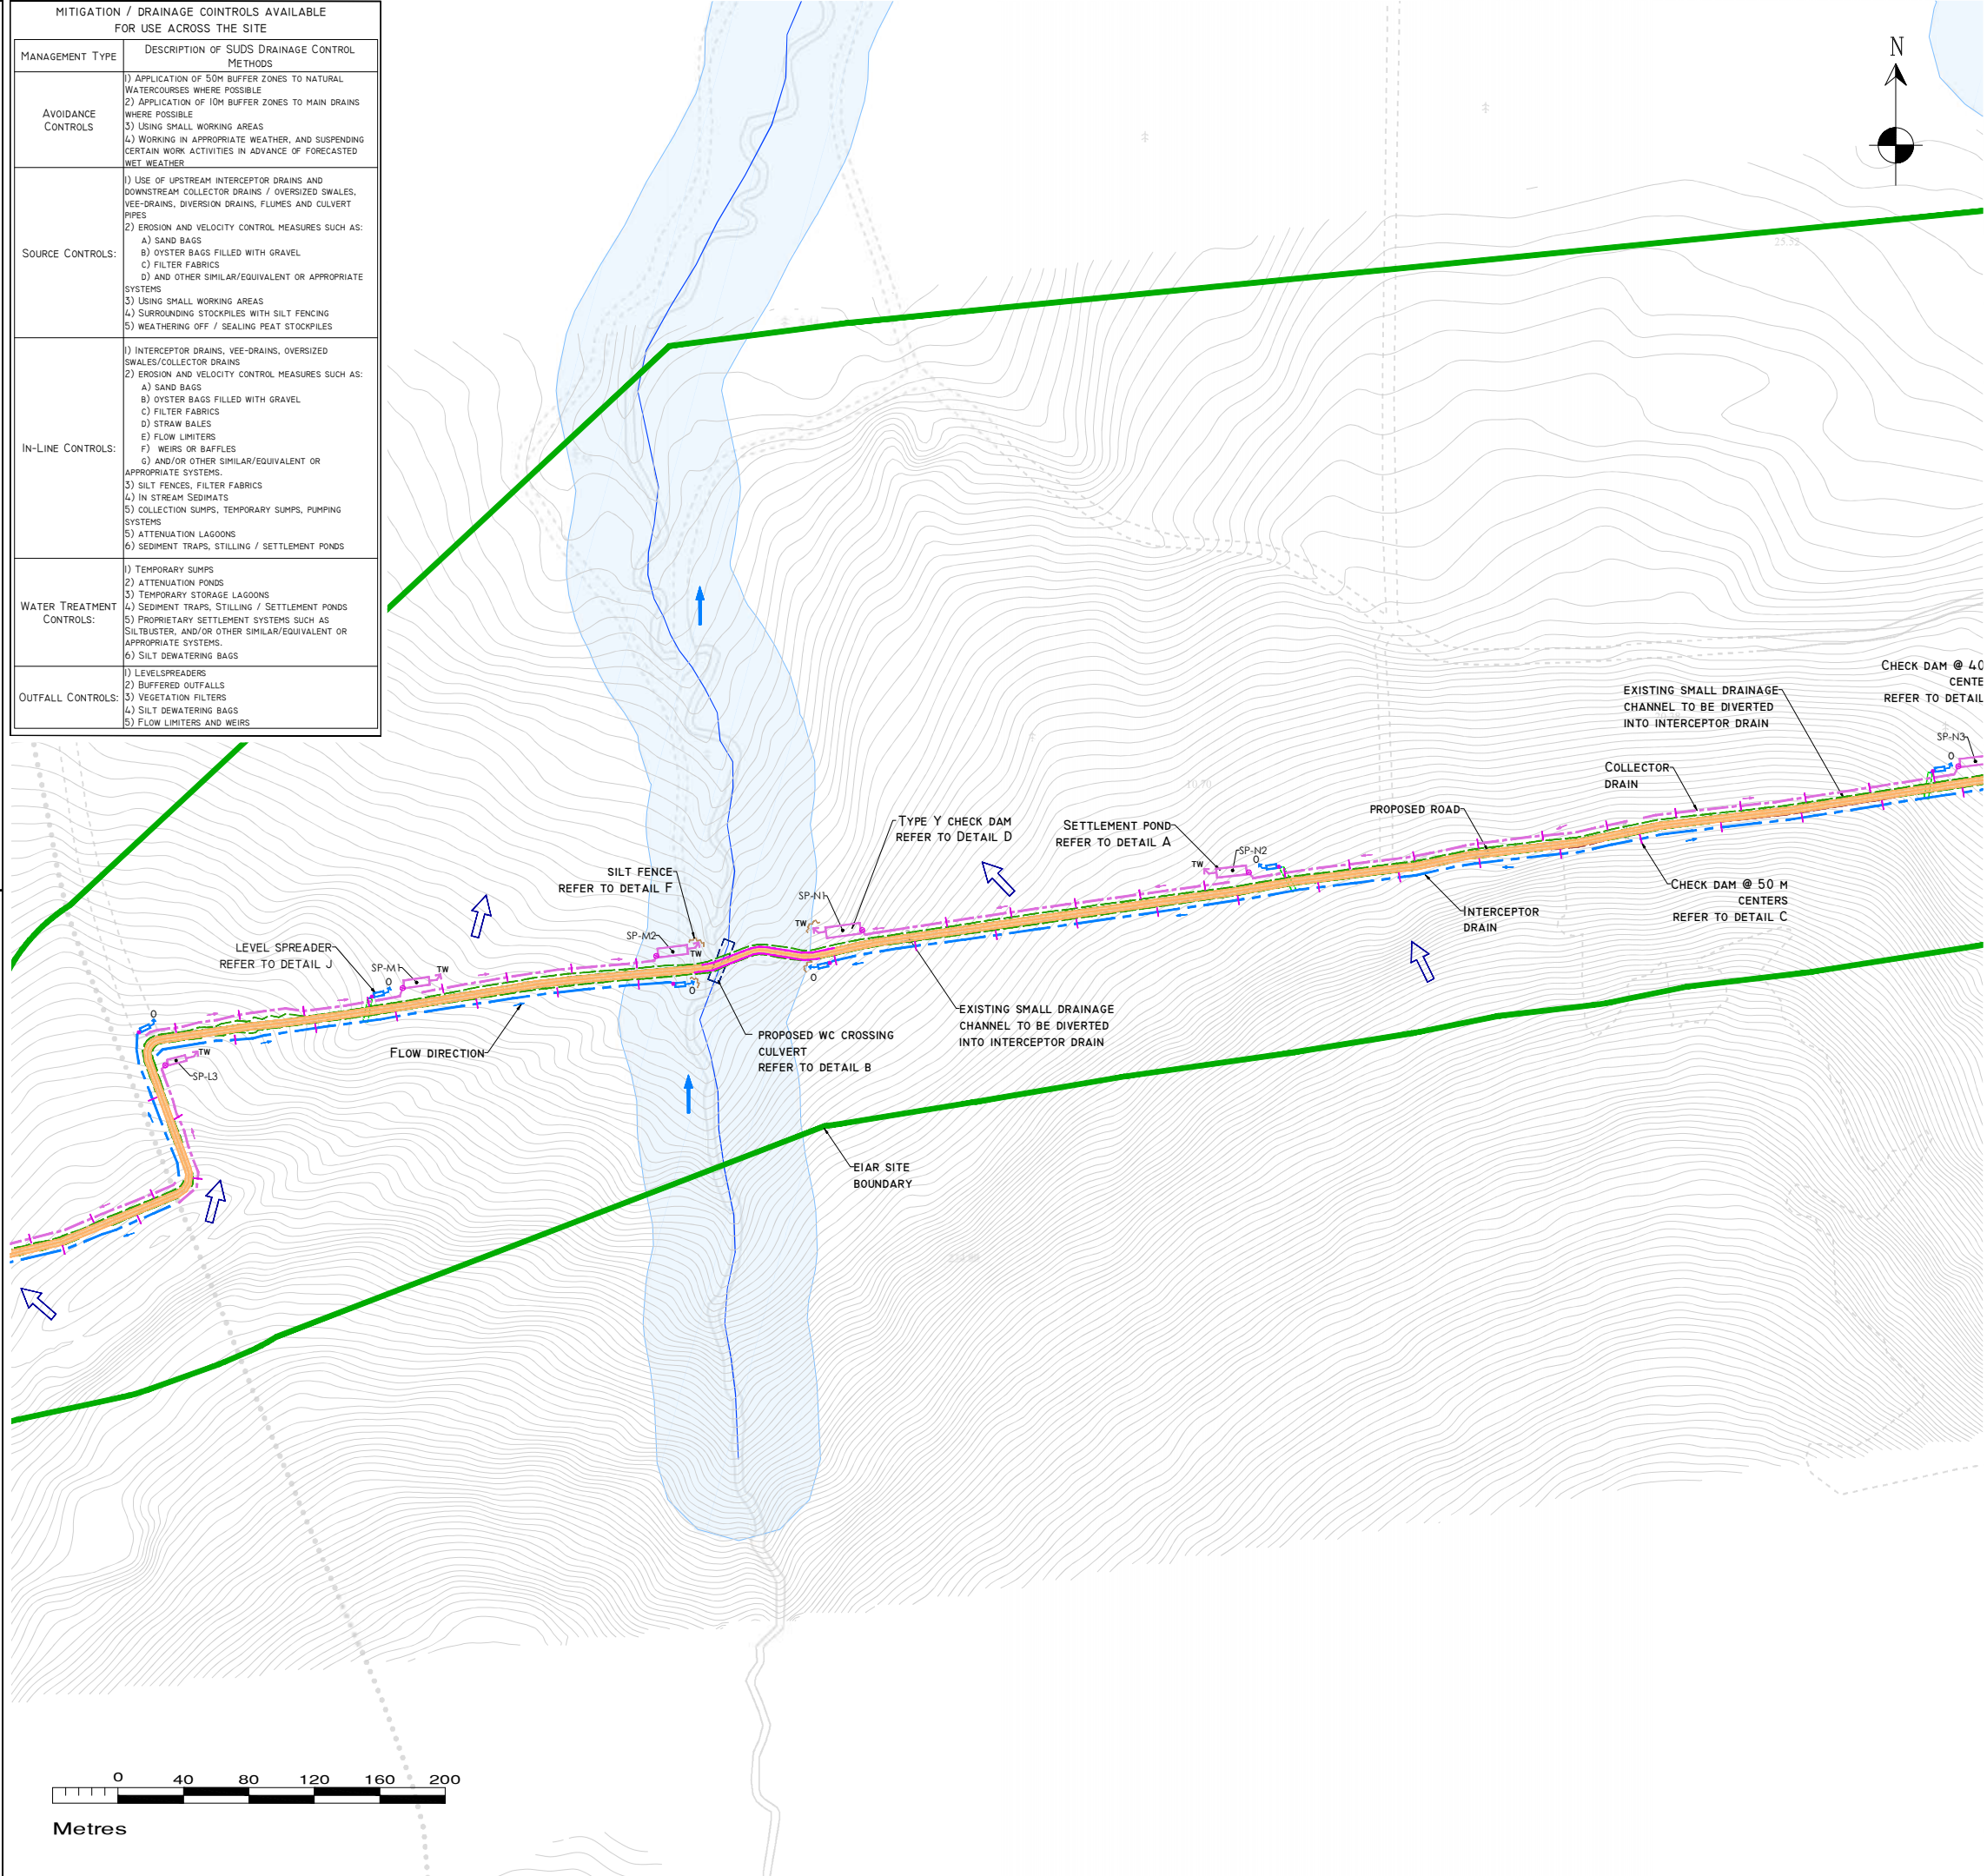 MITIGATION / DRAINAGE COINTROLS AVAILABLE
FOR USE ACROSS THE SITE
MANAGEMENT TYPE
DESCRIPTION OF SUDS DRAINAGE CONTROL
METHODS
AVOIDANCE
CONTROLS
1) APPLICATION OF 50M BUFFER ZONES TO NATURAL
WATERCOURSES WHERE POSSIBLE
2) APPLICATION OF 10M BUFFER ZONES TO MAIN DRAINS
WHERE POSSIBLE
3) USING SMALL WORKING AREAS
4) WORKING IN APPROPRIATE WEATHER, AND SUSPENDING
CERTAIN WORK ACTIVITIES IN ADVANCE OF FORECASTED
WET WEATHER
SOURCE CONTROLS:
1) USE OF UPSTREAM INTERCEPTOR DRAINS AND
DOWNSTREAM COLLECTOR DRAINS / OVERSIZED SWALES,
VEE-DRAINS, DIVERSION DRAINS, FLUMES AND CULVERT
PIPES
2) EROSION AND VELOCITY CONTROL MEASURES SUCH AS:
A) SAND BAGS
B) OYSTER BAGS FILLED WITH GRAVEL
C) FILTER FABRICS
D) AND OTHER SIMILAR/EQUIVALENT OR APPROPRIATE
SYSTEMS
3) USING SMALL WORKING AREAS
4) SURROUNDING STOCKPILES WITH SILT FENCING
5) WEATHERING OFF / SEALING PEAT STOCKPILES
IN-LINE CONTROLS:
1) INTERCEPTOR DRAINS, VEE-DRAINS, OVERSIZED
SWALES/COLLECTOR DRAINS
2) EROSION AND VELOCITY CONTROL MEASURES SUCH AS:
A) SAND BAGS
B) OYSTER BAGS FILLED WITH GRAVEL
C) FILTER FABRICS
D) STRAW BALES
E) FLOW LIMITERS
F) WEIRS OR BAFFLES
G) AND/OR OTHER SIMILAR/EQUIVALENT OR
APPROPRIATE SYSTEMS.
3) SILT FENCES, FILTER FABRICS
4) IN STREAM SEDIMATS
5) COLLECTION SUMPS, TEMPORARY SUMPS, PUMPING
SYSTEMS
5) ATTENUATION LAGOONS
6) SEDIMENT TRAPS, STILLING / SETTLEMENT PONDS
WATER TREATMENT
CONTROLS:
1) TEMPORARY SUMPS
2) ATTENUATION PONDS
3) TEMPORARY STORAGE LAGOONS
4) SEDIMENT TRAPS, STILLING / SETTLEMENT PONDS
5) PROPRIETARY SETTLEMENT SYSTEMS SUCH AS
SILTBUSTER, AND/OR OTHER SIMILAR/EQUIVALENT OR
APPROPRIATE SYSTEMS.
6) SILT DEWATERING BAGS
OUTFALL CONTROLS:
1) LEVELSPREADERS
2) BUFFERED OUTFALLS
3) VEGETATION FILTERS
4) SILT DEWATERING BAGS
5) FLOW LIMITERS AND WEIRS
N
25.52
CHECK DAM @ 40
CENTE
REFER TO DETAIL
EXISTING SMALL DRAINAGE
CHANNEL TO BE DIVERTED
INTO INTERCEPTOR DRAIN
SP-N3
O
COLLECTOR
DRAIN
PROPOSED ROAD
TYPE Y CHECK DAM
REFER TO DETAIL D
SETTLEMENT POND
REFER TO DETAIL A
SP-N2
O
TW
SILT FENCE
REFER TO DETAIL F
SP-N1
TW
CHECK DAM @ 50 M
CENTERS
REFER TO DETAIL C
INTERCEPTOR
DRAIN
SP-M2
TW
O
O
LEVEL SPREADER
REFER TO DETAIL J
SP-M1
TW
O
O
EXISTING SMALL DRAINAGE
CHANNEL TO BE DIVERTED
INTO INTERCEPTOR DRAIN
PROPOSED WC CROSSING
CULVERT
REFER TO DETAIL B
FLOW DIRECTION
TW
SP-L3
EIAR SITE
BOUNDARY
0 40 80 120 160 200
Metres